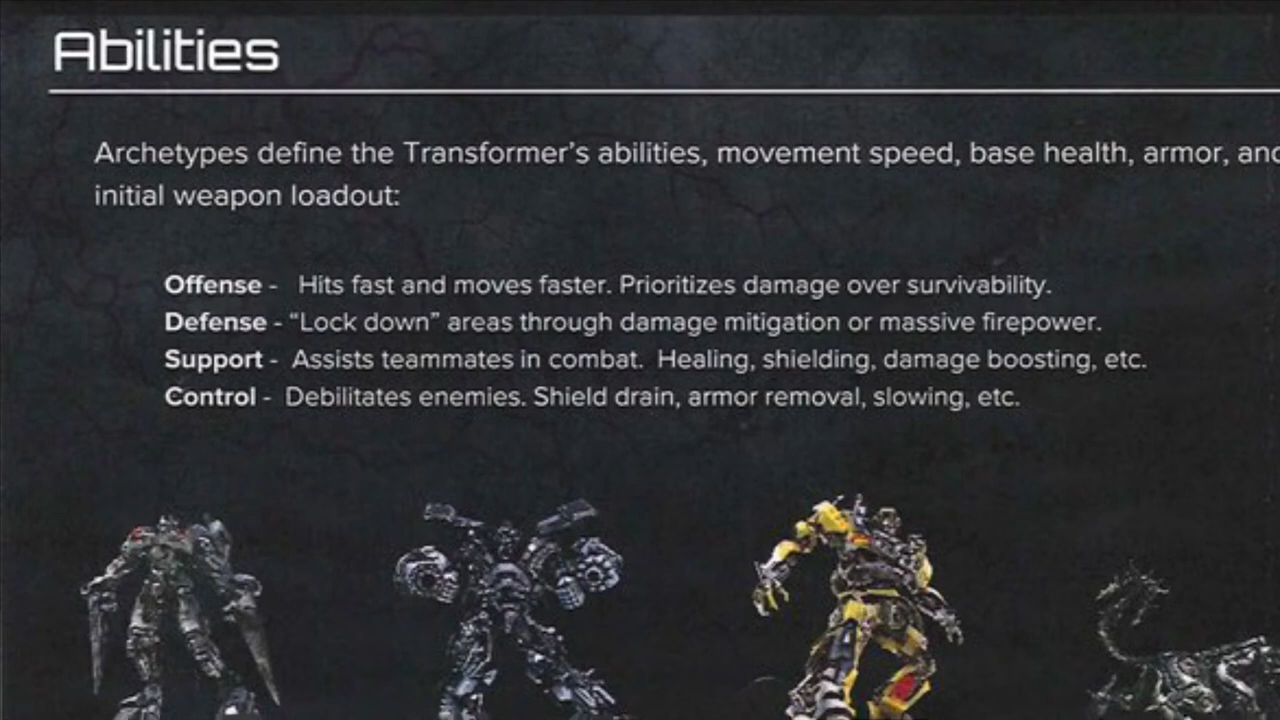 Abilities
Archetypes define the Transformer's abilities, movement speed, base health, armor, and
initial weapon loadout:
Offense - Hits fast and moves faster. Prioritizes damage over survivability.
Defense - “Lock down” areas through damage mitigation or massive firepower.
Support - Assists teammates in combat. Healing, shielding, damage boosting, etc.
Control - Debilitates enemies. Shield drain, armor removal, slowing, etc.